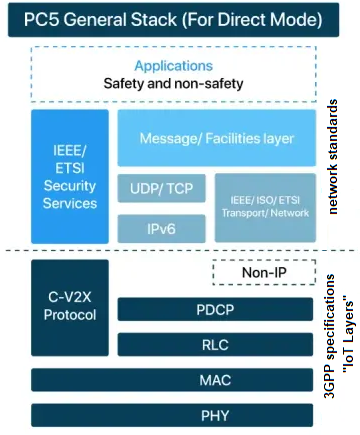 PC5 General Stack (For Direct Mode)
Applications
Safety and non-safety
IEEE/
ETSI
Security
Services
Message/ Facilities layer
UDP/ TCP
IPv6
IEEE/ ISO/ ETSI
Transport/ Network
network standards
C-V2X
Protocol
Non-IP
PDCP
RLC
MAC
PHY
3GPP specifications
"IoT Layers"